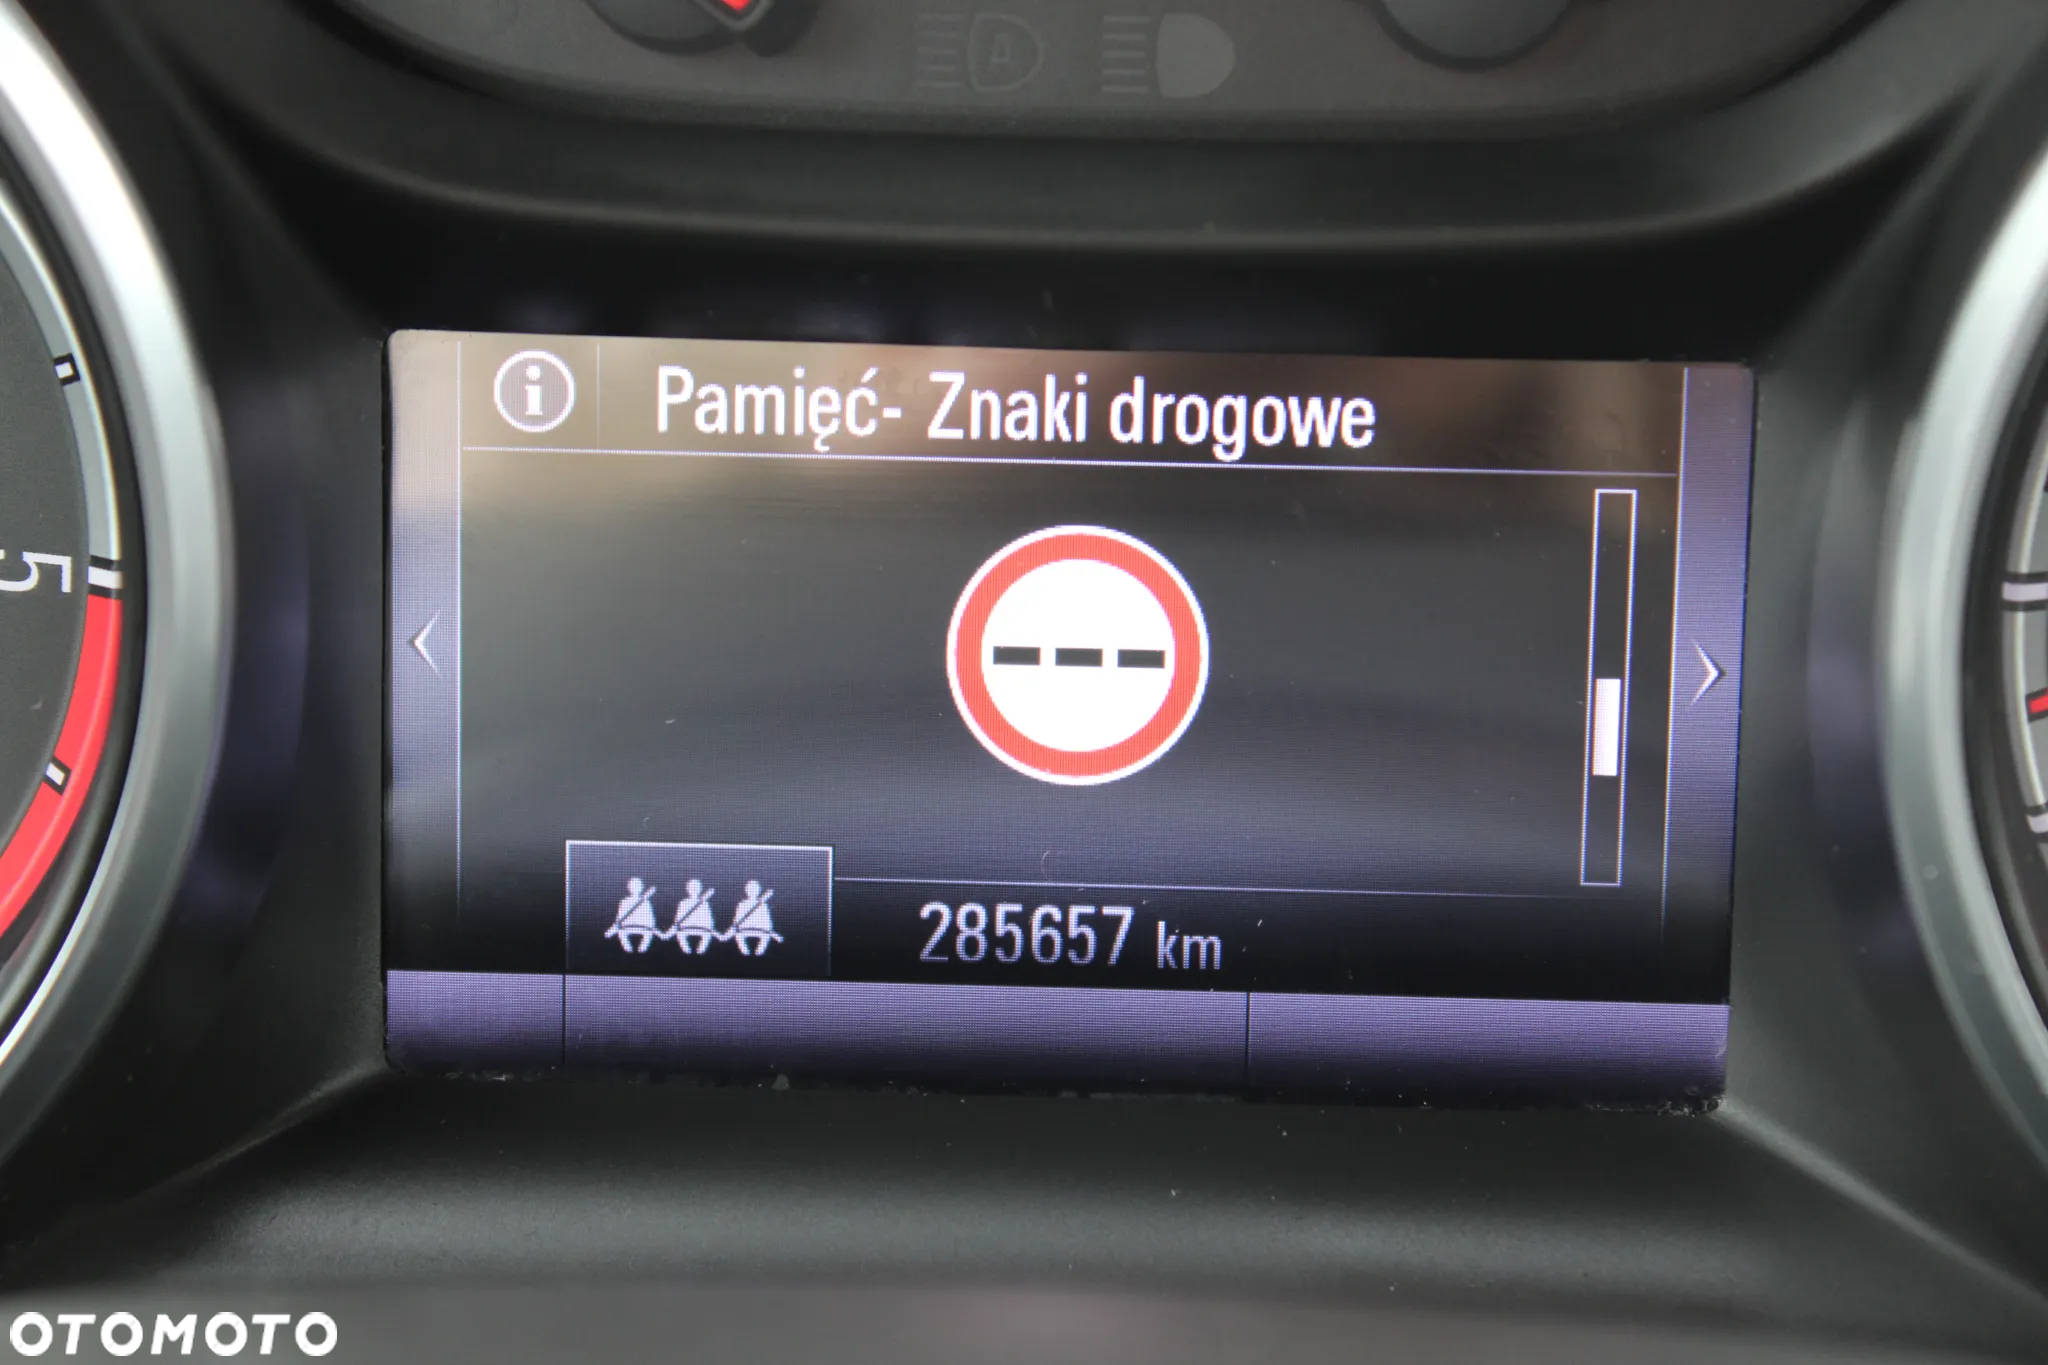 A
Pamięć- Znaki drogowe
5
285657 km
OTOMOTO